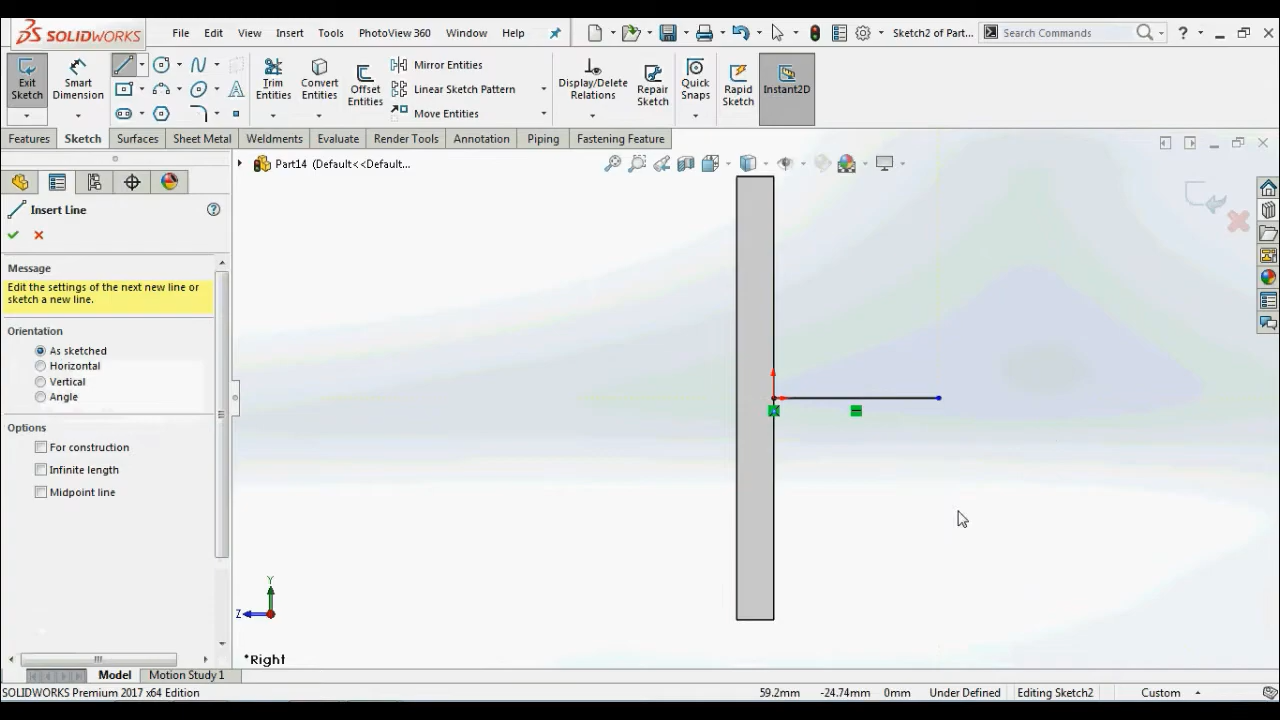 SOLIDWORKS File Edit View Insert Tools PhotoView 360 Window Help Sketch2 of Part... Search Commands ?
Exit Sketch Smart Dimension Trim Entities Convert Entities Offset Entities Mirror Entities Linear Sketch Pattern Move Entities Display/Delete Relations Repair Sketch Quick Snaps Rapid Sketch Instant2D
Features Sketch Surfaces Sheet Metal Weldments Evaluate Render Tools Annotation Piping Fastening Feature
Part14 (Default<<Default...
Insert Line ?
Message
Edit the settings of the next new line or
sketch a new line.
Orientation
As sketched
Horizontal
Vertical
Angle
Options
For construction
Infinite length
Midpoint line
Y
Z
*Right
Model Motion Study 1
SOLIDWORKS Premium 2017 x64 Edition 59.2mm -24.74mm 0mm Under Defined Editing Sketch2 Custom